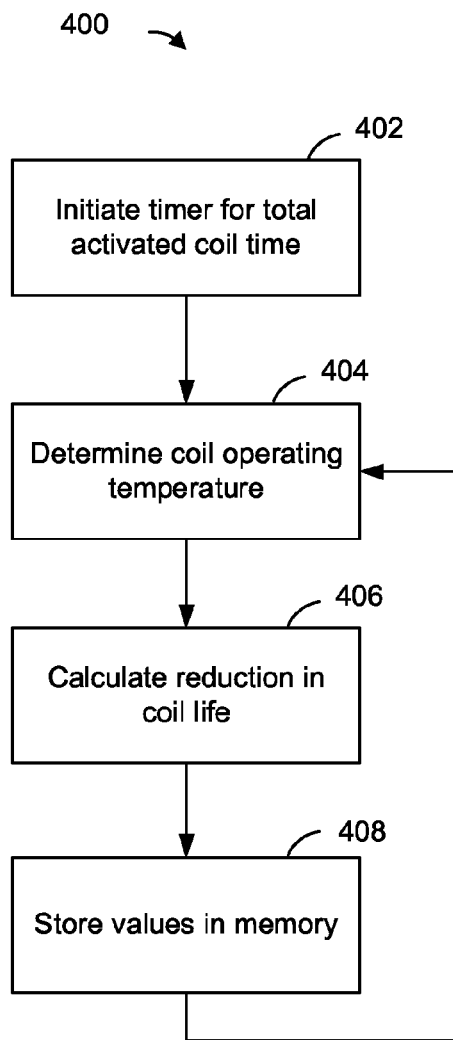 400
402
Initiate timer for total
activated coil time
404
Determine coil operating
temperature
406
Calculate reduction in
coil life
408
Store values in memory